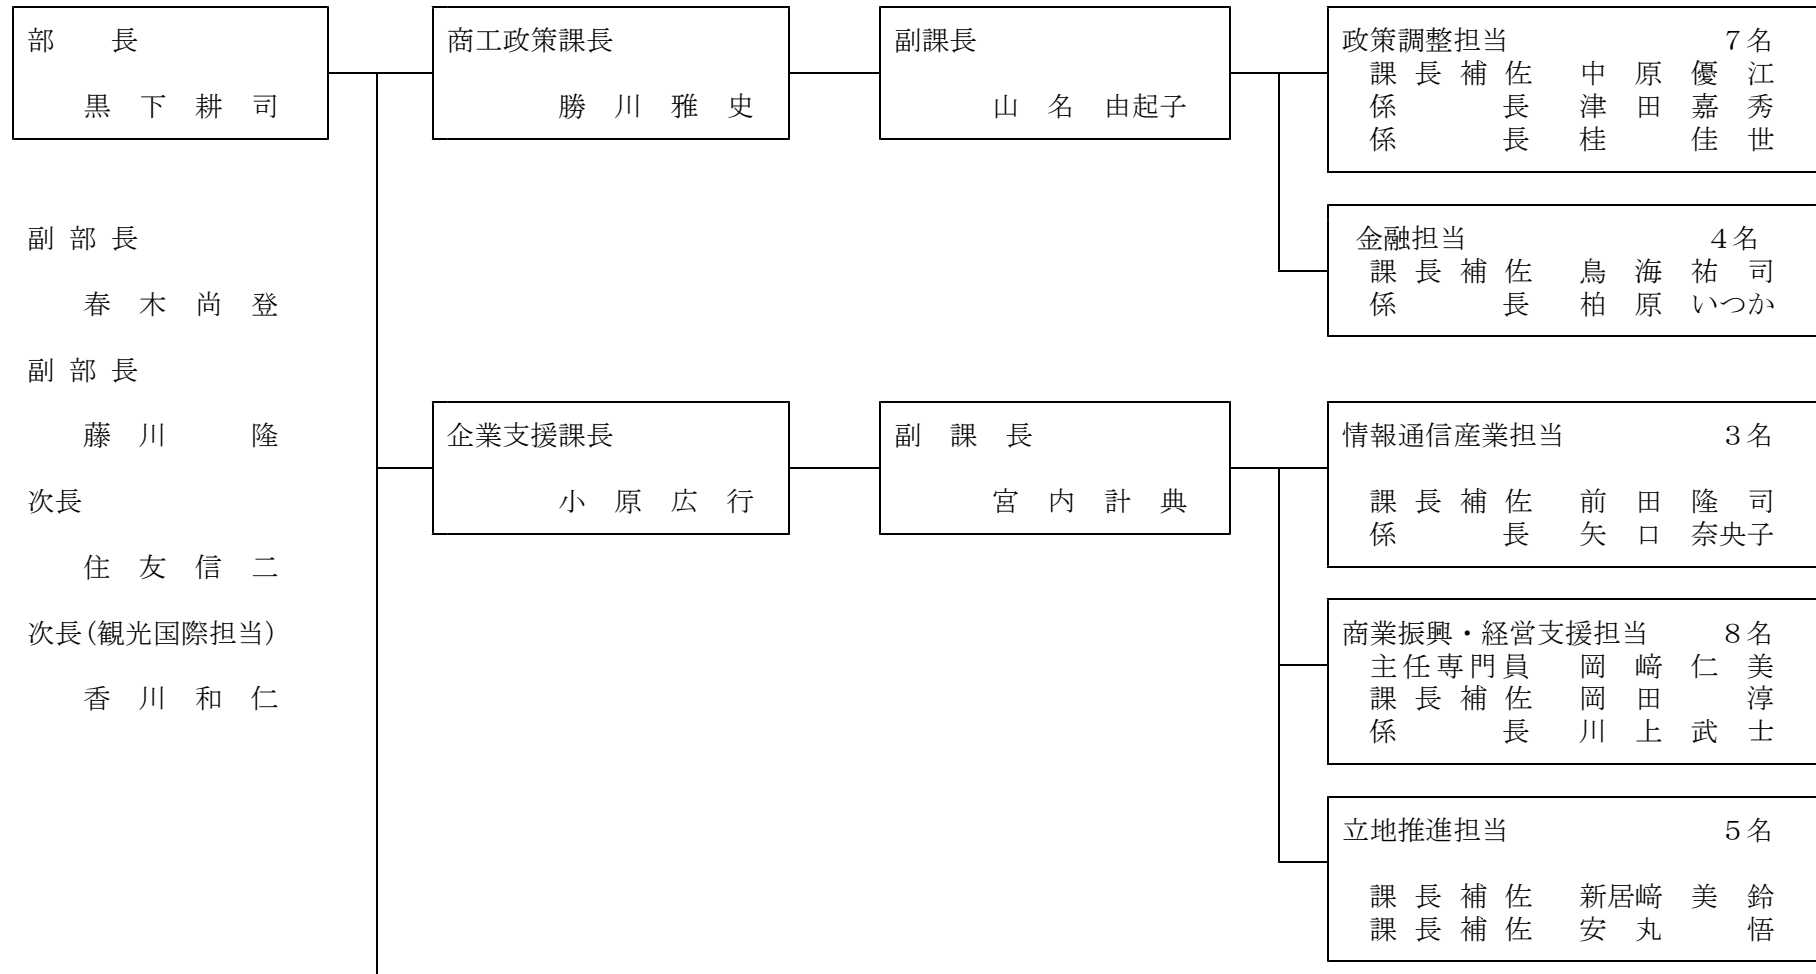 部　　長
黒　下　耕　司
副 部 長
春　木　尚　登
副 部 長
藤　川　　　隆
次長
住　友　信　二
次長(観光国際担当)
香　川　和　仁
商工政策課長
勝　川　雅　史
副課長
山　名　由起子
政策調整担当　７名
課 長 補 佐　中　原　優　江
係　　　長　津　田　嘉　秀
係　　　長　桂　　　佳　世
金融担当　４名
課 長 補 佐　鳥　海　祐　司
係　　　長　柏　原　いつか
企業支援課長
小　原　広　行
副　課　長
宮　内　計　典
情報通信産業担当　３名
課 長 補 佐　前　田　隆　司
係　　　長　矢　口　奈央子
商業振興・経営支援担当　８名
主任専門員　岡　﨑　仁　美
課 長 補 佐　岡　田　　　淳
係　　　長　川　上　武　士
立地推進担当　５名
課 長 補 佐　新居﨑　美　鈴
課 長 補 佐　安　丸　　　悟